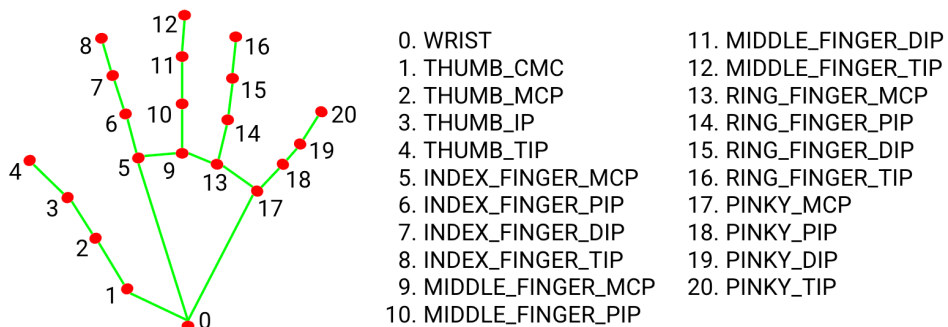 12
8
16
11
7
15
10
6
14
20
4
5
9
19
13
18
3
17
2
1
0
0. WRIST
1. THUMB_CMC
2. THUMB_MCP
3. THUMB_IP
4. THUMB_TIP
5. INDEX_FINGER_MCP
6. INDEX_FINGER_PIP
7. INDEX_FINGER_DIP
8. INDEX_FINGER_TIP
9. MIDDLE_FINGER_MCP
10. MIDDLE_FINGER_PIP
11. MIDDLE_FINGER_DIP
12. MIDDLE_FINGER_TIP
13. RING_FINGER_MCP
14. RING_FINGER_PIP
15. RING_FINGER_DIP
16. RING_FINGER_TIP
17. PINKY_MCP
18. PINKY_PIP
19. PINKY_DIP
20. PINKY_TIP